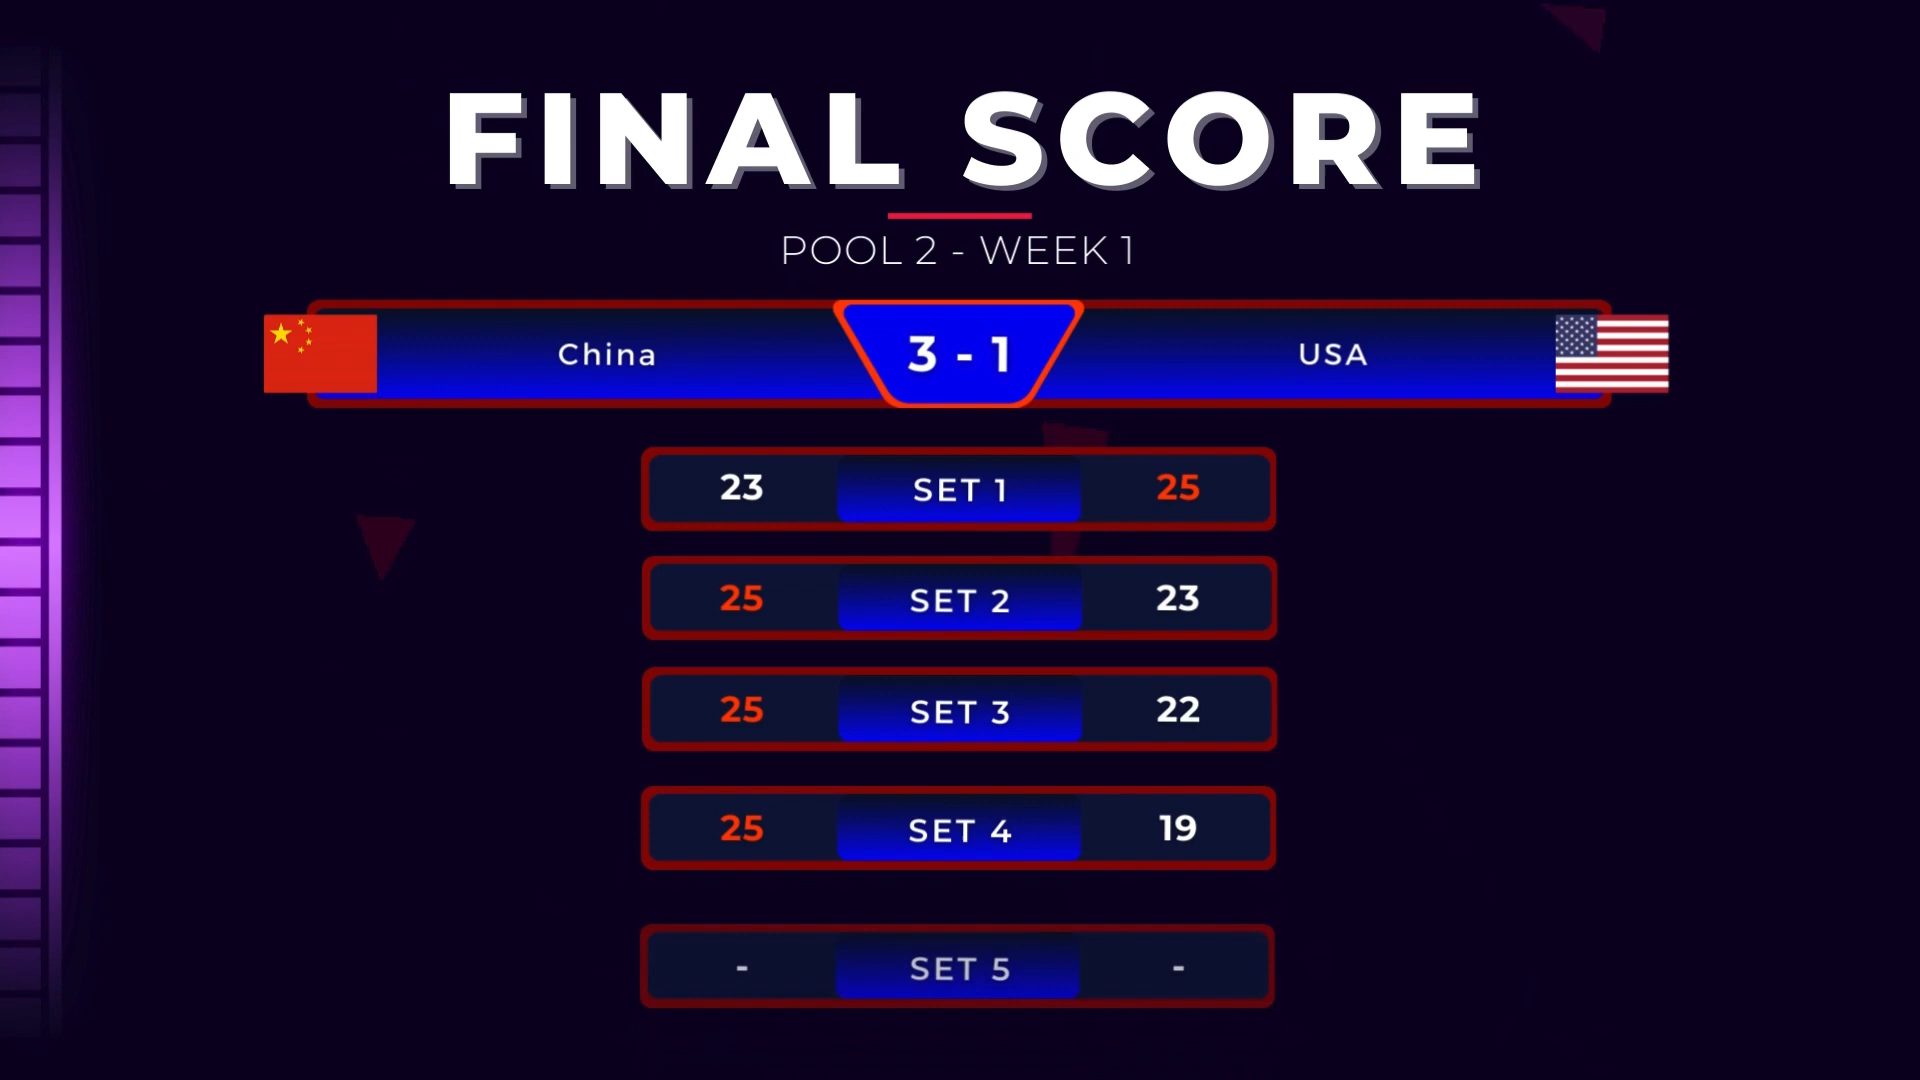 FINAL SCORE
POOL 2 - WEEK 1
China 3 - 1 USA
23 SET 1 25
25 SET 2 23
25 SET 3 22
25 SET 4 19
- SET 5 -